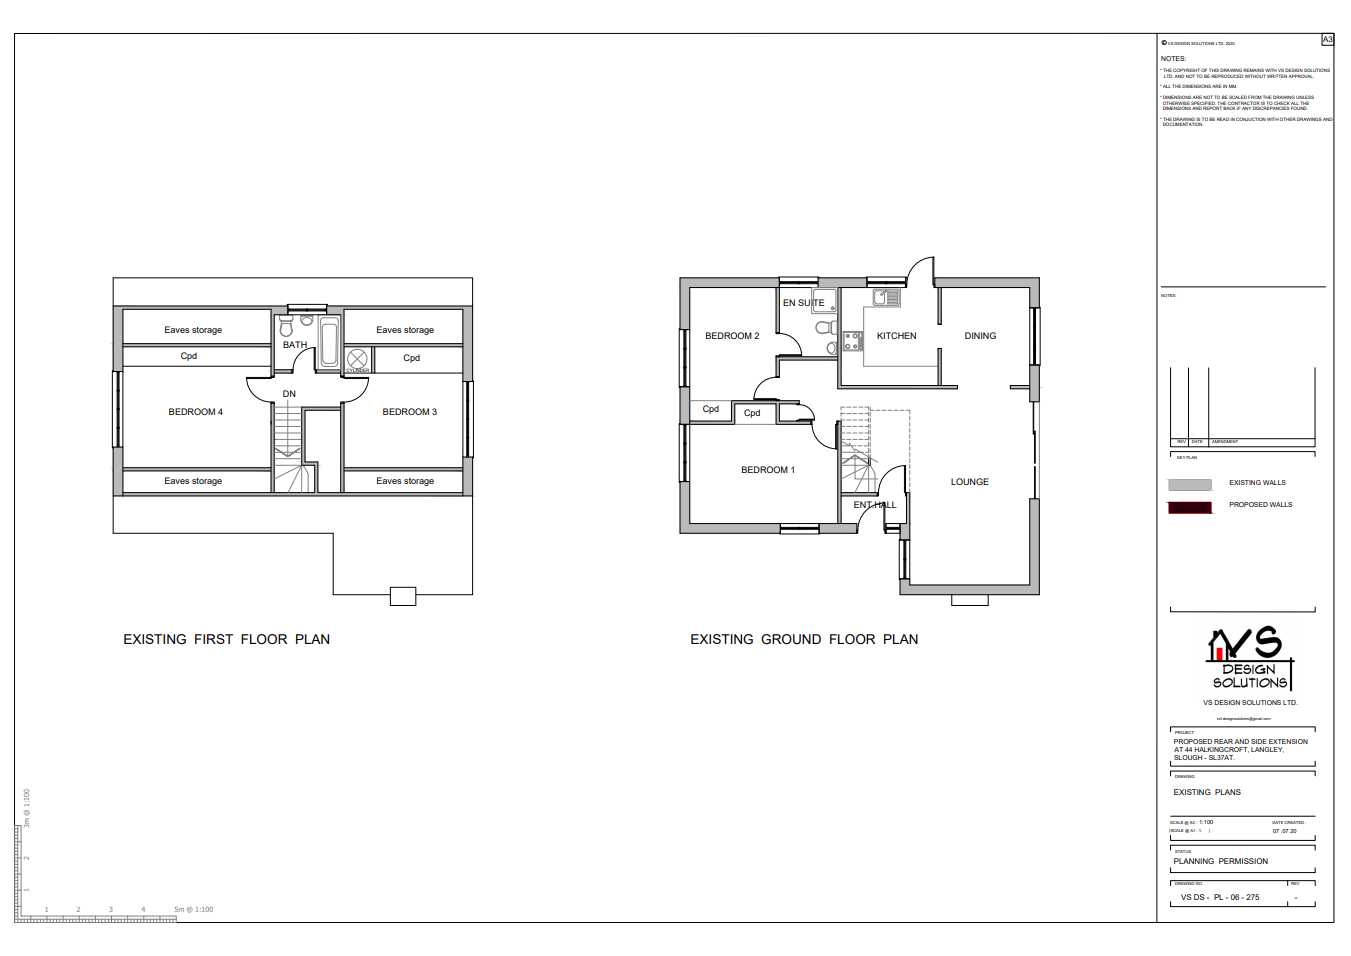 A3
© VS DESIGN SOLUTIONS LTD. 2020
NOTES:
* THE COPYRIGHT OF THIS DRAWING REMAINS WITH VS DESIGN SOLUTIONS
LTD. AND NOT TO BE REPRODUCED WITHOUT WRITTEN APPROVAL.
* ALL THE DIMENSIONS ARE IN MM.
* DIMENSIONS ARE NOT TO BE SCALED FROM THE DRAWING UNLESS
OTHERWISE SPECIFIED. THE CONTRACTOR IS TO CHECK ALL THE
DIMENSIONS AND REPORT BACK IF ANY DISCREPANCIES FOUND.
* THE DRAWING IS TO BE READ IN CONJUCTION WITH OTHER DRAWINGS AND
DOCUMENTATION.
Eaves storage
BATH
Eaves storage
Cpd
Cpd
CYLINDER
DN
BEDROOM 4
BEDROOM 3
Eaves storage
Eaves storage
EXISTING FIRST FLOOR PLAN
EN SUITE
BEDROOM 2
KITCHEN
DINING
Cpd
Cpd
BEDROOM 1
LOUNGE
ENT.HALL
EXISTING GROUND FLOOR PLAN
NOTES
REV DATE AMENDMENT
KEY PLAN
EXISTING WALLS
PROPOSED WALLS
VS
DESIGN
SOLUTIONS
VS DESIGN SOLUTIONS LTD.
vsf.designsolutions@gmail.com
PROJECT
PROPOSED REAR AND SIDE EXTENSION
AT 44 HALKINGCROFT, LANGLEY,
SLOUGH - SL37AT.
DRAWING
EXISTING PLANS
SCALE @ A3 - 1:100
DATE CREATED :
(SCALE @ A1 - 1: )
07 .07.20
STATUS
PLANNING PERMISSION
DRAWING NO.
REV
VS DS - PL - 06 - 275
-
3m @ 1:100
2
1
1 2 3 4 5m @ 1:100